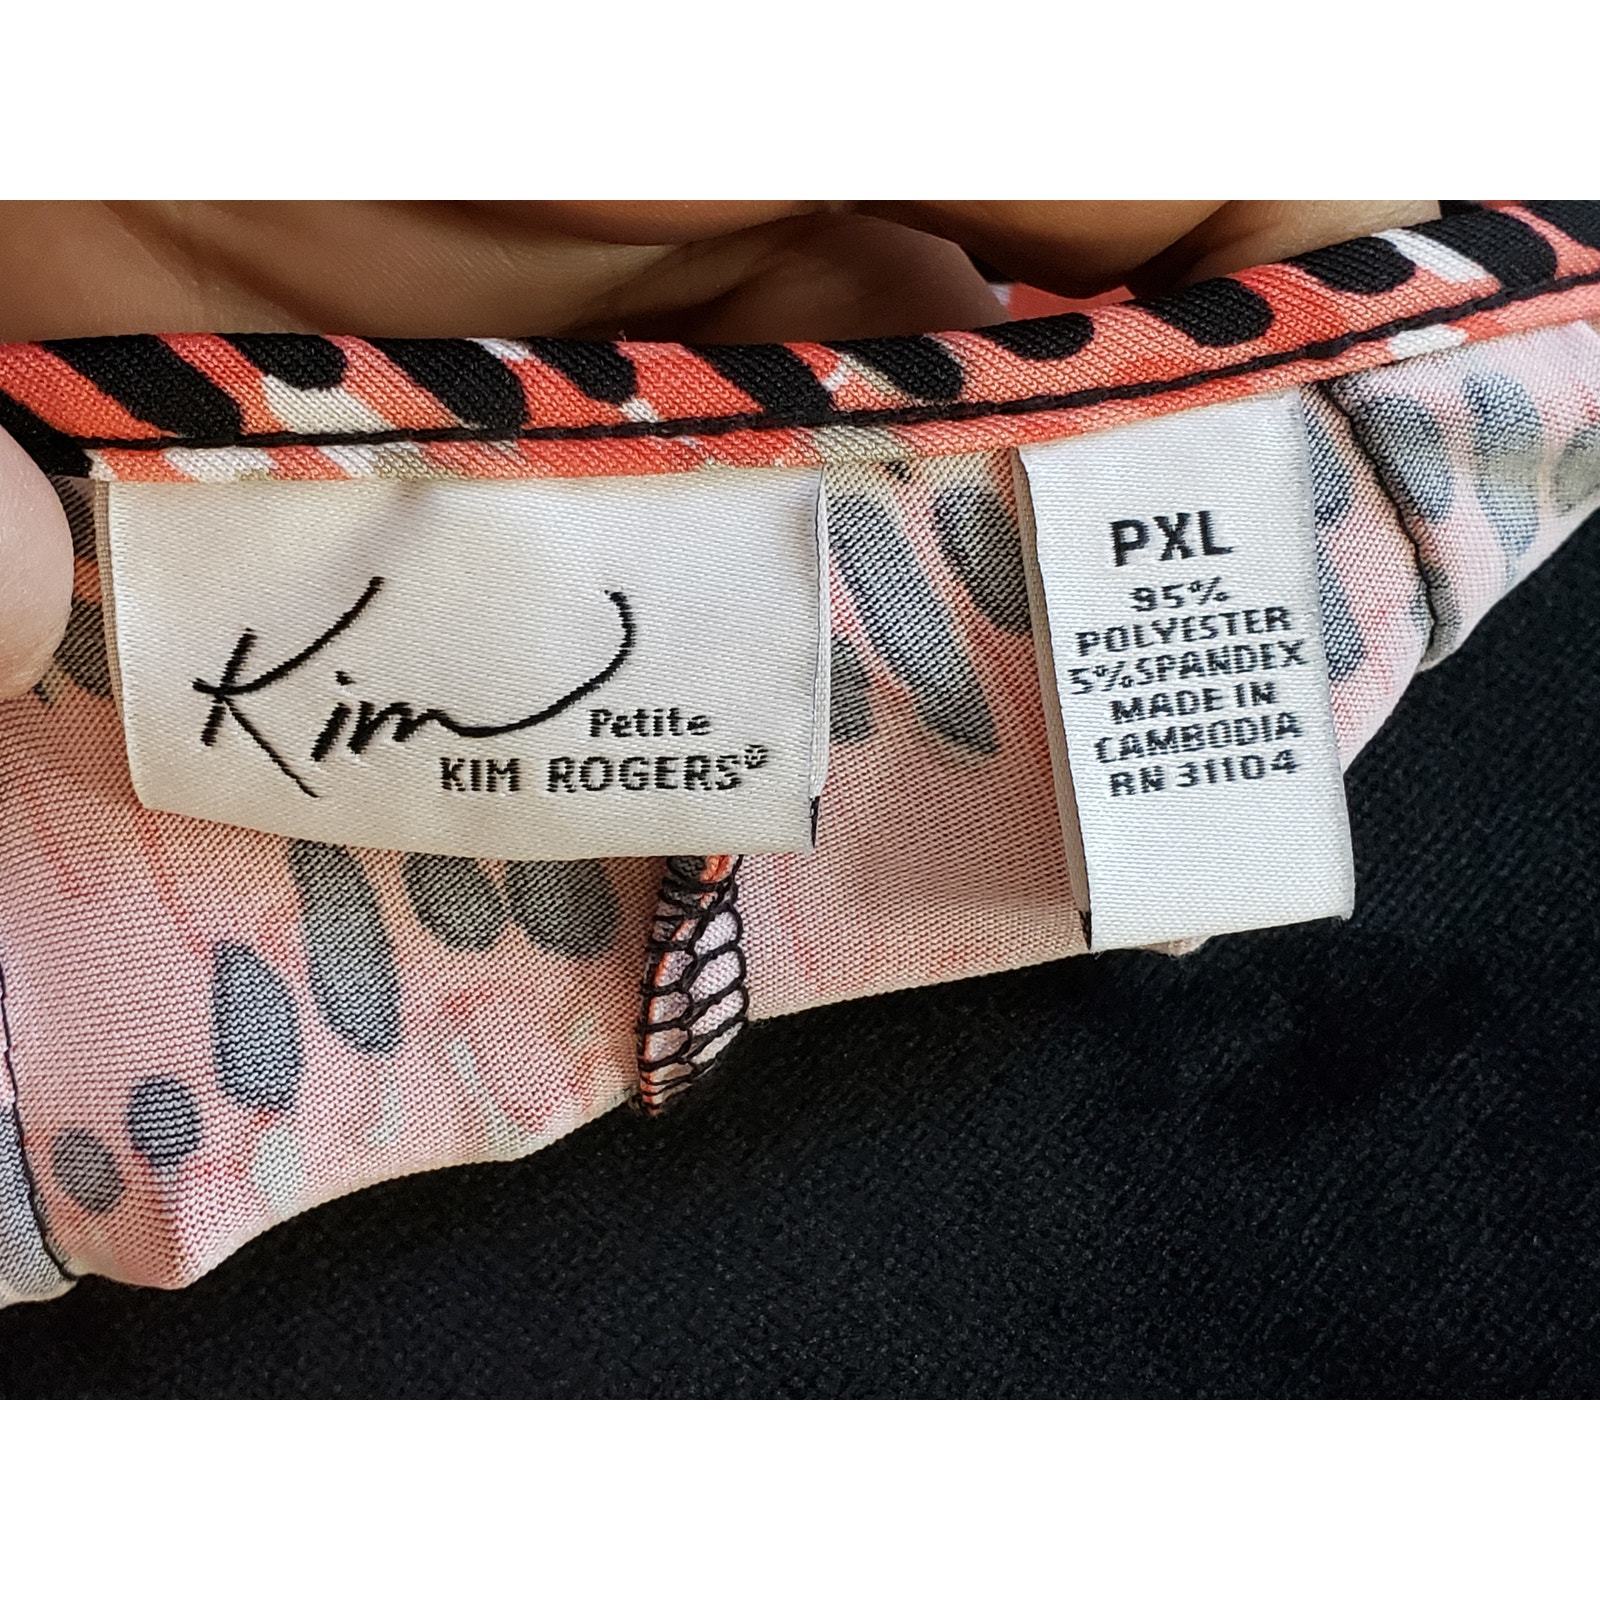 Kim
Petite
KIM ROGERS®
PXL
95%
POLYESTER
5%SPANDEX
MADE IN
CAMBODIA
RN 31104